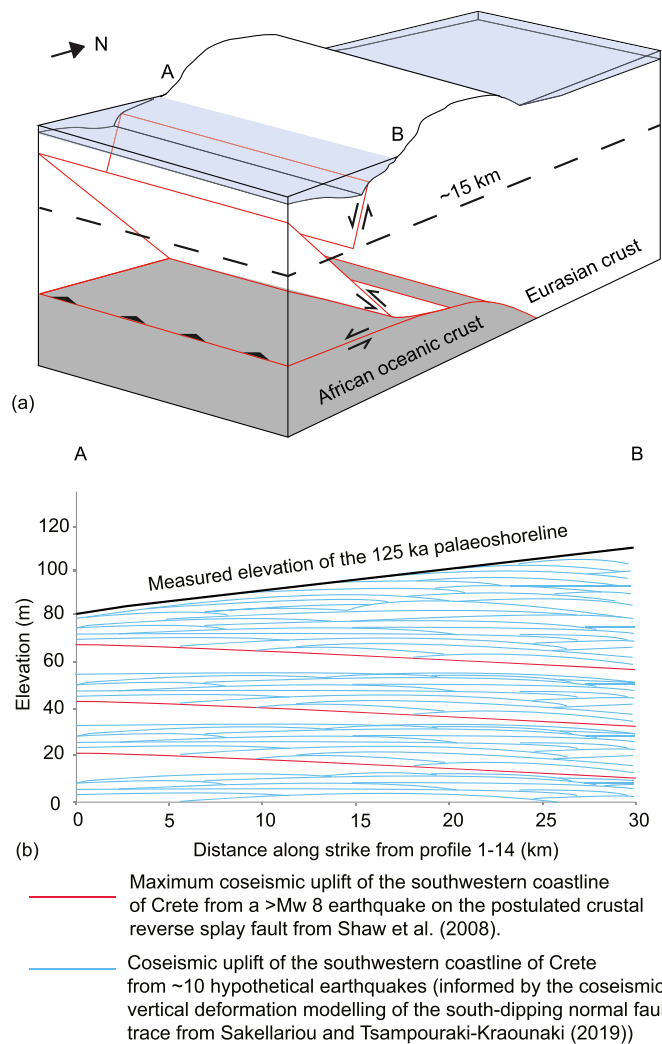 N
A
B
~15 km
Eurasian crust
African oceanic crust
(a)
A
B
120
100
80
60
40
20
0
Elevation (m)
Measured elevation of the 125 ka palaeoshoreline
0
5
10
15
20
25
30
(b)
Distance along strike from profile 1-14 (km)
Maximum coseismic uplift of the southwestern coastline
of Crete from a >Mw 8 earthquake on the postulated crustal
reverse splay fault from Shaw et al. (2008).
Coseismic uplift of the southwestern coastline of Crete
from ~10 hypothetical earthquakes (informed by the coseismic
vertical deformation modelling of the south-dipping normal faul
trace from Sakellariou and Tsampouraki-Kraounaki (2019))